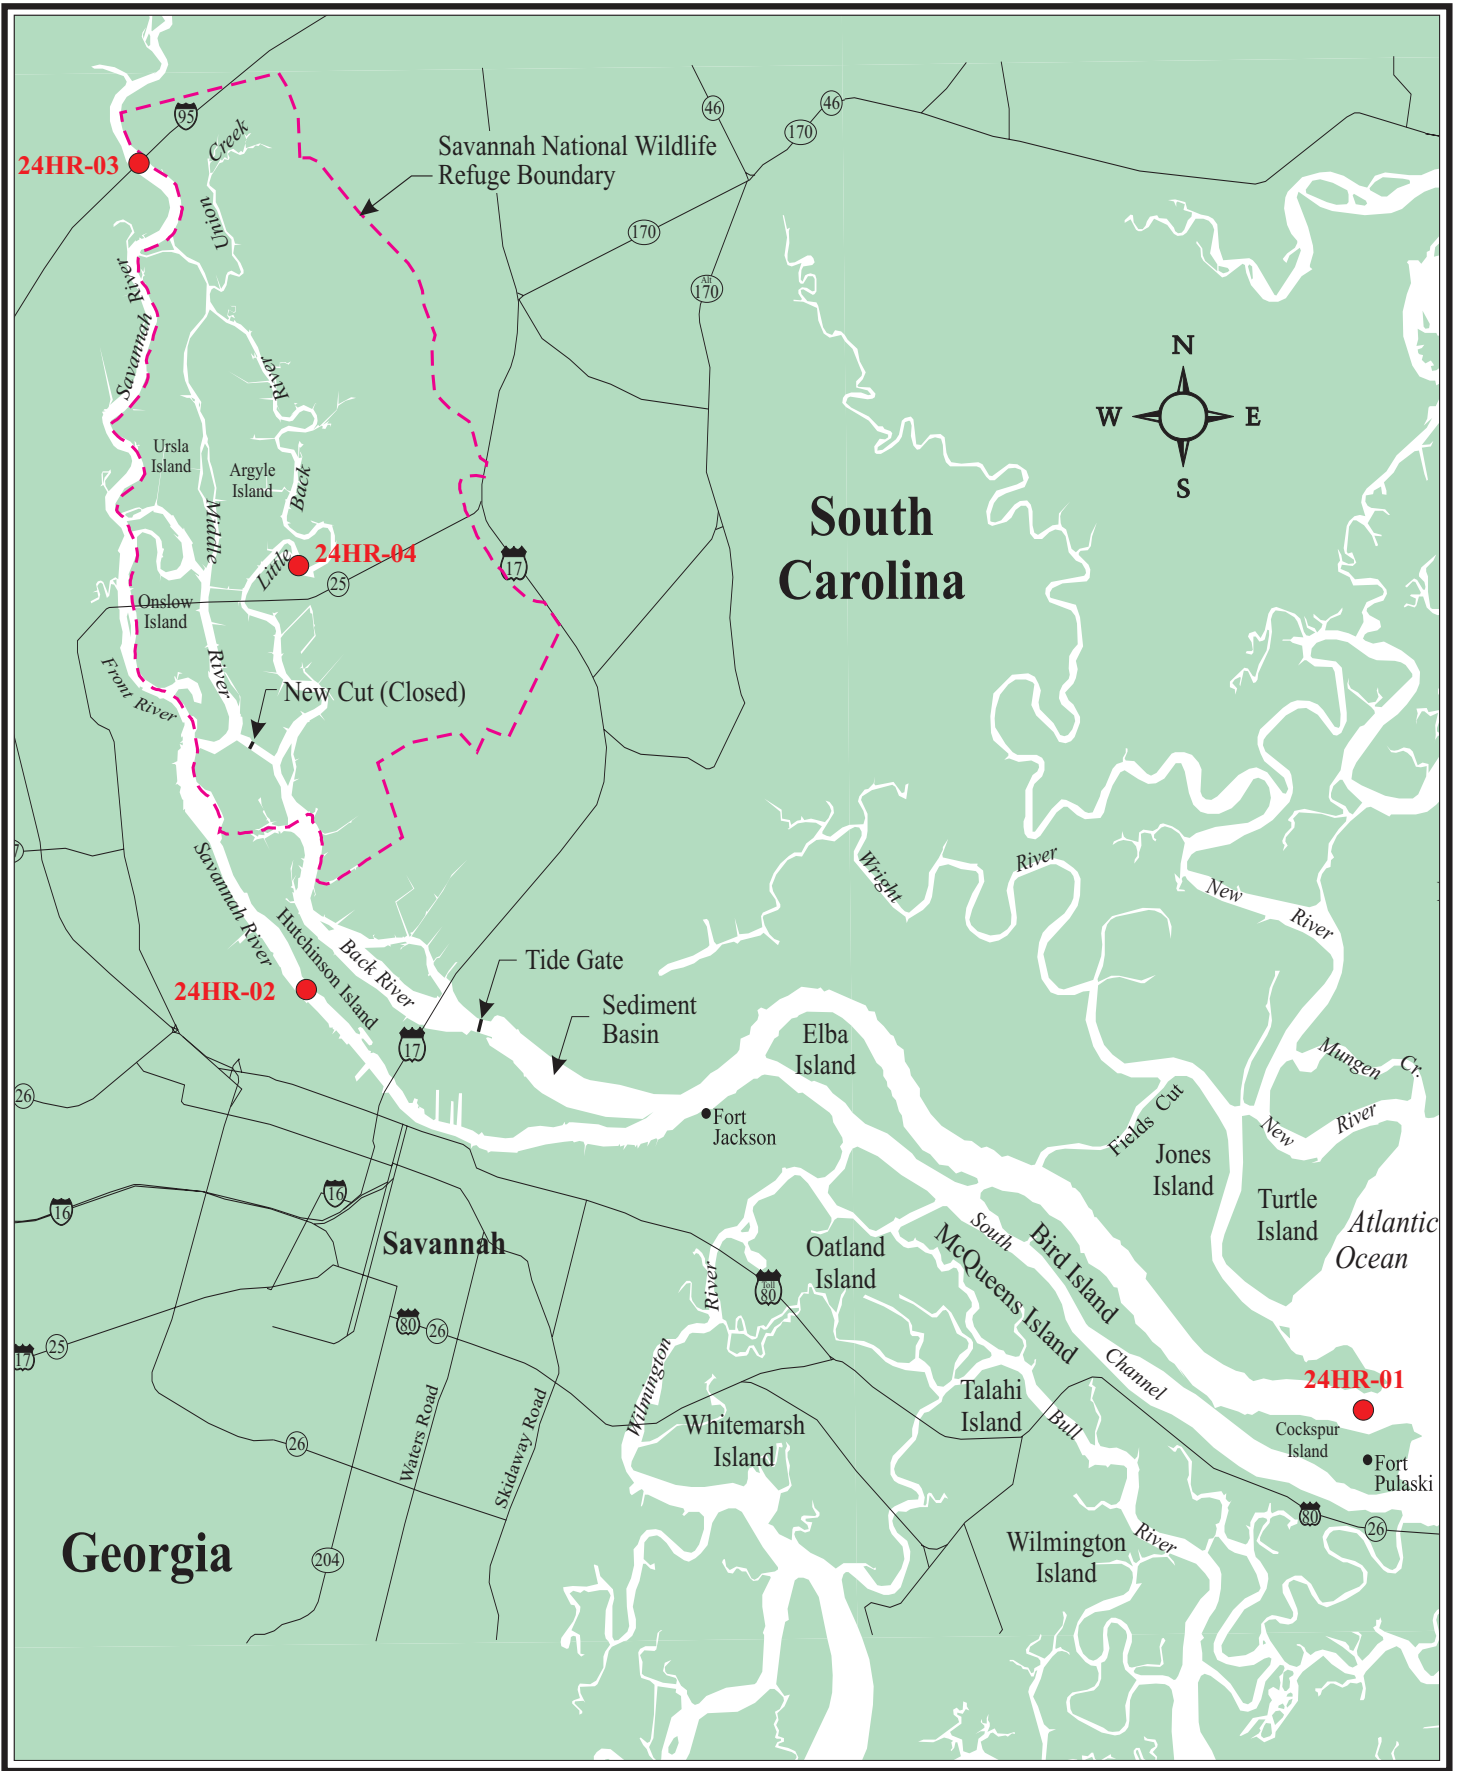 95
46
46
170
Creek
Savannah National Wildlife
Refuge Boundary
24HR-03
Union
170
Alt
170
River
Savannah
N
W
E
S
River
Ursla
Island
Argyle
Island
Back
Middle
South
Carolina
24HR-04
Little
17
25
Onslow
Island
Front River
River
New Cut (Closed)
7
Savannah River
Wright
River
New
River
Hutchinson Island
Back River
Tide Gate
24HR-02
Sediment
Basin
17
Elba
Island
Mungen
Cr.
26
Fort
Jackson
Fields Cut
New
River
Jones
Island
Turtle
Island
16
16
Savannah
Atlantic
Ocean
South
Bird Island
McQueens Island
Oatland
Island
River
Toll
80
80
26
25
17
Wilmington
Channel
24HR-01
Talahi
Island
Bull
Cockspur
Island
Whitemarsh
Island
Waters Road
Skidaway Road
26
Fort
Pulaski
80
26
Georgia
204
Wilmington
Island
River